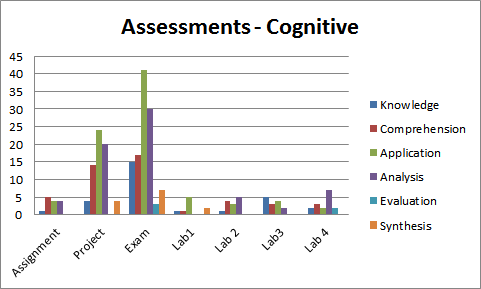 Assessments - Cognitive
45
40
35
30
25
20
15
10
5
0
Assignment
Project
Exam
Lab1
Lab 2
Lab3
Lab 4
Knowledge
Comprehension
Application
Analysis
Evaluation
Synthesis